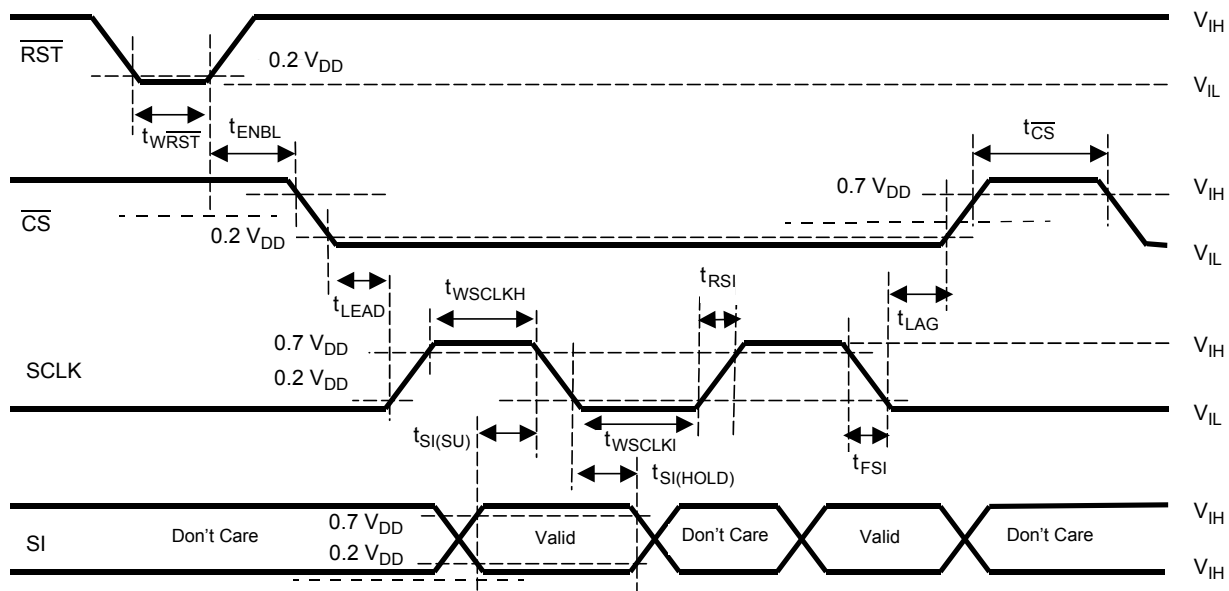 V_IH
RST
0.2 V_DD
V_IL
t_WRST
t_ENBL
t_CS
0.7 V_DD
V_IH
CS
0.2 V_DD
V_IL
t_LEAD
t_WSCLKH
t_RSI
t_LAG
0.7 V_DD
V_IH
SCLK
0.2 V_DD
V_IL
t_SI(SU)
t_WSCLKl
t_FSI
t_SI(HOLD)
V_IH
0.7 V_DD
SI
Don't Care
Valid
Don't Care
Valid
Don't Care
0.2 V_DD
V_IH